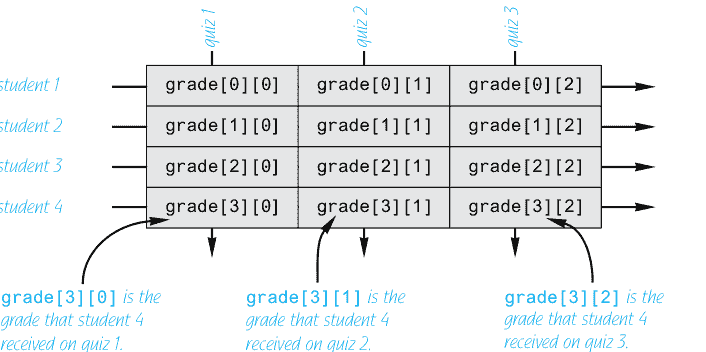 quiz 1
quiz 2
quiz 3
student 1
grade[0][0]
grade[0][1]
grade[0][2]
student 2
grade[1][0]
grade[1][1]
grade[1][2]
student 3
grade[2][0]
grade[2][1]
grade[2][2]
student 4
grade[3][0]
grade[3][1]
grade[3][2]
grade[3][0] is the
grade that student 4
received on quiz 1.
grade[3][1] is the
grade that student 4
received on quiz 2.
grade[3][2] is the
grade that student 4
received on quiz 3.